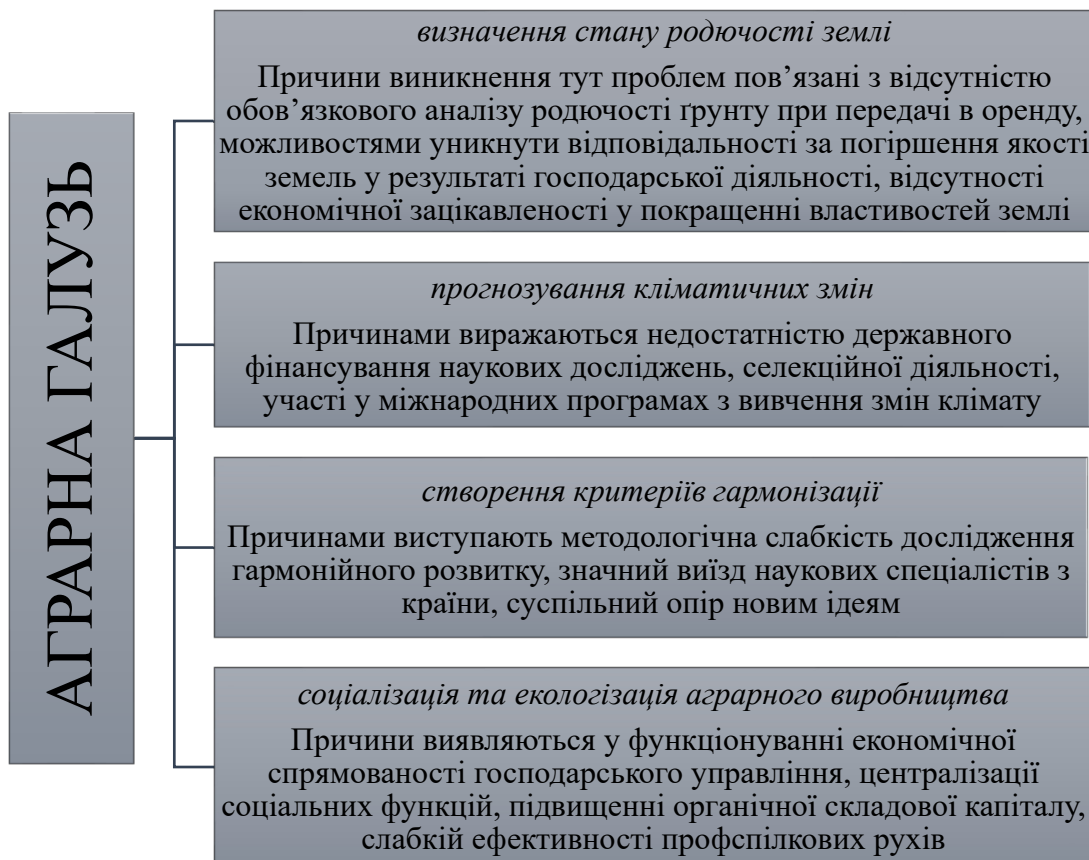 АГРАРНА ГАЛУЗЬ
визначення стану родючості землі
Причини виникнення тут проблем пов’язані з відсутністю
обов’язкового аналізу родючості ґрунту при передачі в оренду,
можливостями уникнути відповідальності за погіршення якості
земель у результаті господарської діяльності, відсутності
економічної зацікавленості у покращенні властивостей землі
прогнозування кліматичних змін
Причинами виражаються недостатністю державного
фінансування наукових досліджень, селекційної діяльності,
участі у міжнародних програмах з вивчення змін клімату
створення критеріїв гармонізації
Причинами виступають методологічна слабкість дослідження
гармонійного розвитку, значний виїзд наукових спеціалістів з
країни, суспільний опір новим ідеям
соціалізація та екологізація аграрного виробництва
Причини виявляються у функціонуванні економічної
спрямованості господарського управління, централізації
соціальних функцій, підвищенні органічної складової капіталу,
слабкій ефективності профспілкових рухів